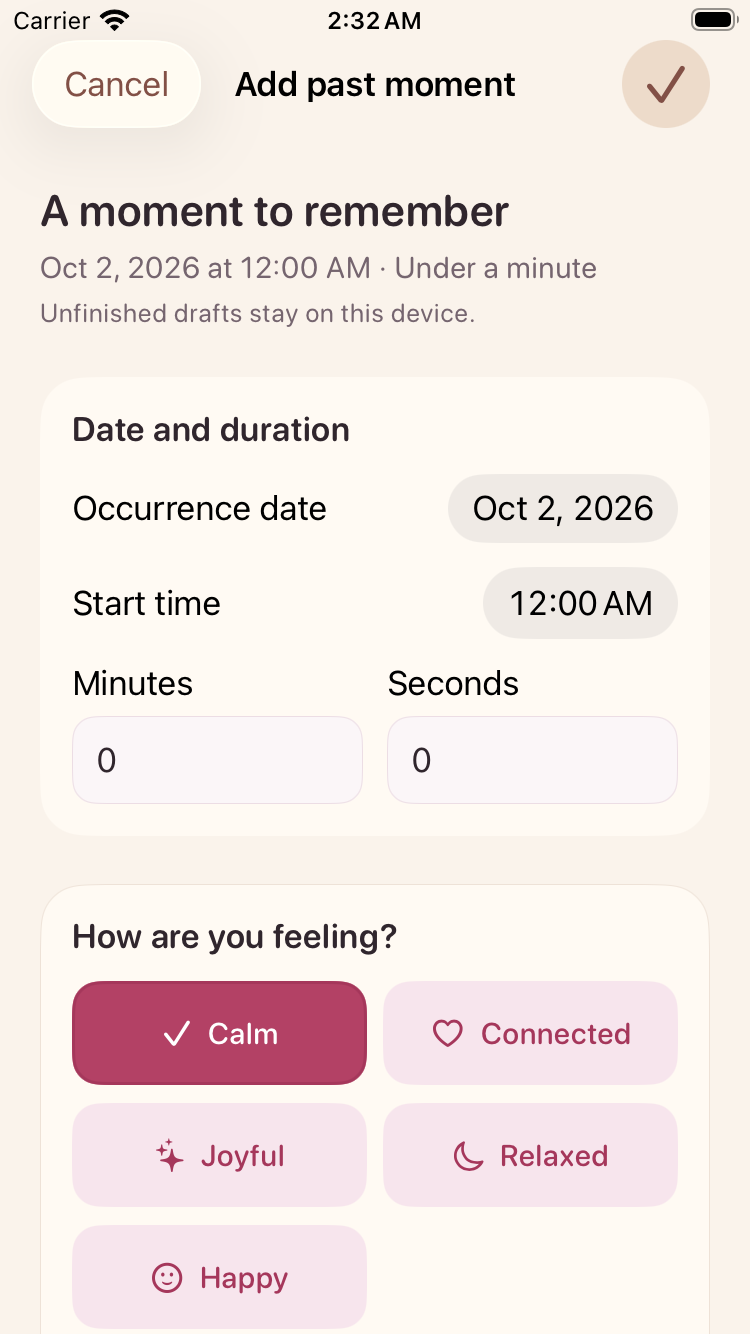 Carrier 2:32 AM
Cancel Add past moment
A moment to remember
Oct 2, 2026 at 12:00 AM · Under a minute
Unfinished drafts stay on this device.
Date and duration
Occurrence date Oct 2, 2026
Start time 12:00 AM
Minutes Seconds
0 0
How are you feeling?
Calm Connected
Joyful Relaxed
Happy